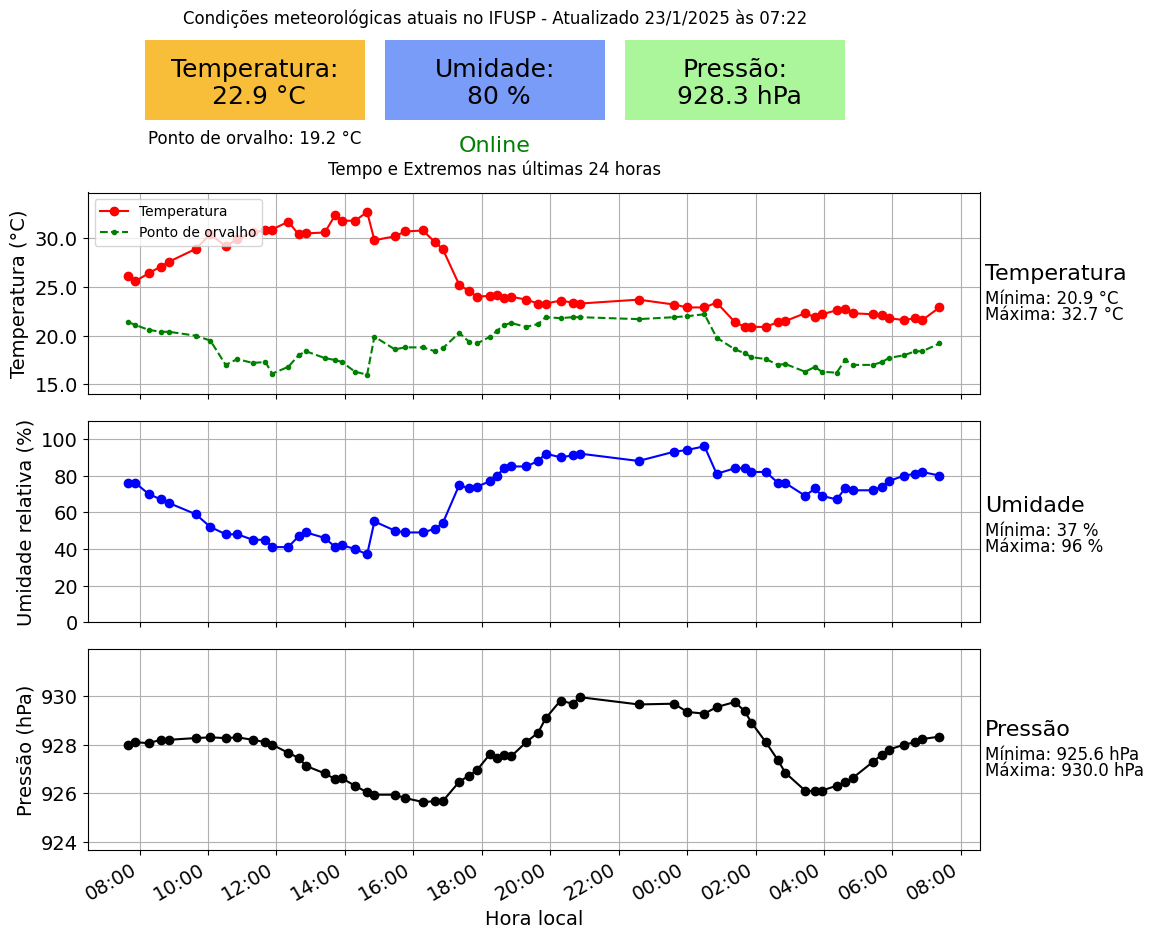 Condições meteorológicas atuais no IFUSP - Atualizado 23/1/2025 às 07:22
Temperatura:
22.9 °C
Umidade:
80 %
Pressão:
928.3 hPa
Ponto de orvalho: 19.2 °C
Online
Tempo e Extremos nas últimas 24 horas
Temperatura (°C)
30.0
25.0
20.0
15.0
Temperatura
Ponto de orvalho
Temperatura
Mínima: 20.9 °C
Máxima: 32.7 °C
Umidade relativa (%)
100
80
60
40
20
0
Umidade
Mínima: 37 %
Máxima: 96 %
Pressão (hPa)
930
928
926
924
Pressão
Mínima: 925.6 hPa
Máxima: 930.0 hPa
08:00 10:00 12:00 14:00 16:00 18:00 20:00 22:00 00:00 02:00 04:00 06:00 08:00
Hora local